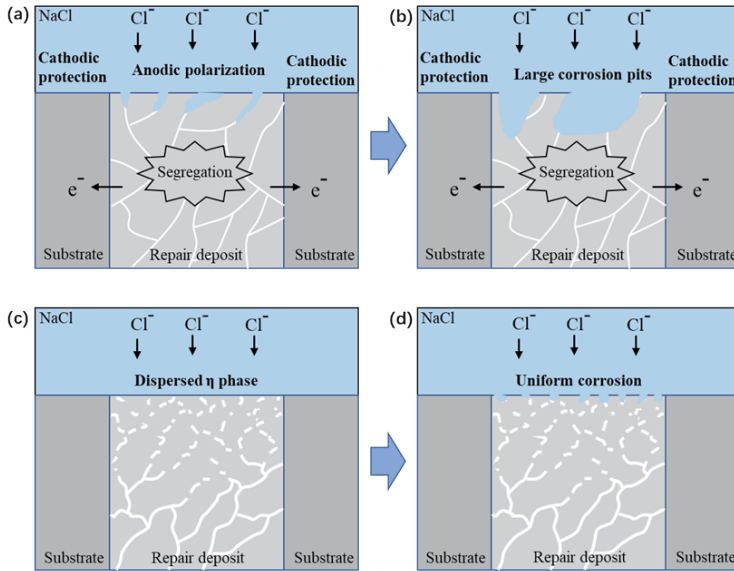 (a)
NaCl
Cl⁻ Cl⁻ Cl⁻
Cathodic
protection
Anodic polarization
Cathodic
protection
Segregation
e⁻
e⁻
Substrate
Repair deposit
Substrate
(b)
NaCl
Cl⁻ Cl⁻ Cl⁻
Cathodic
protection
Large corrosion pits
Cathodic
protection
Segregation
e⁻
e⁻
Substrate
Repair deposit
Substrate
(c)
NaCl
Cl⁻ Cl⁻ Cl⁻
Dispersed η phase
Substrate
Repair deposit
Substrate
(d)
NaCl
Cl⁻ Cl⁻ Cl⁻
Uniform corrosion
Substrate
Repair deposit
Substrate